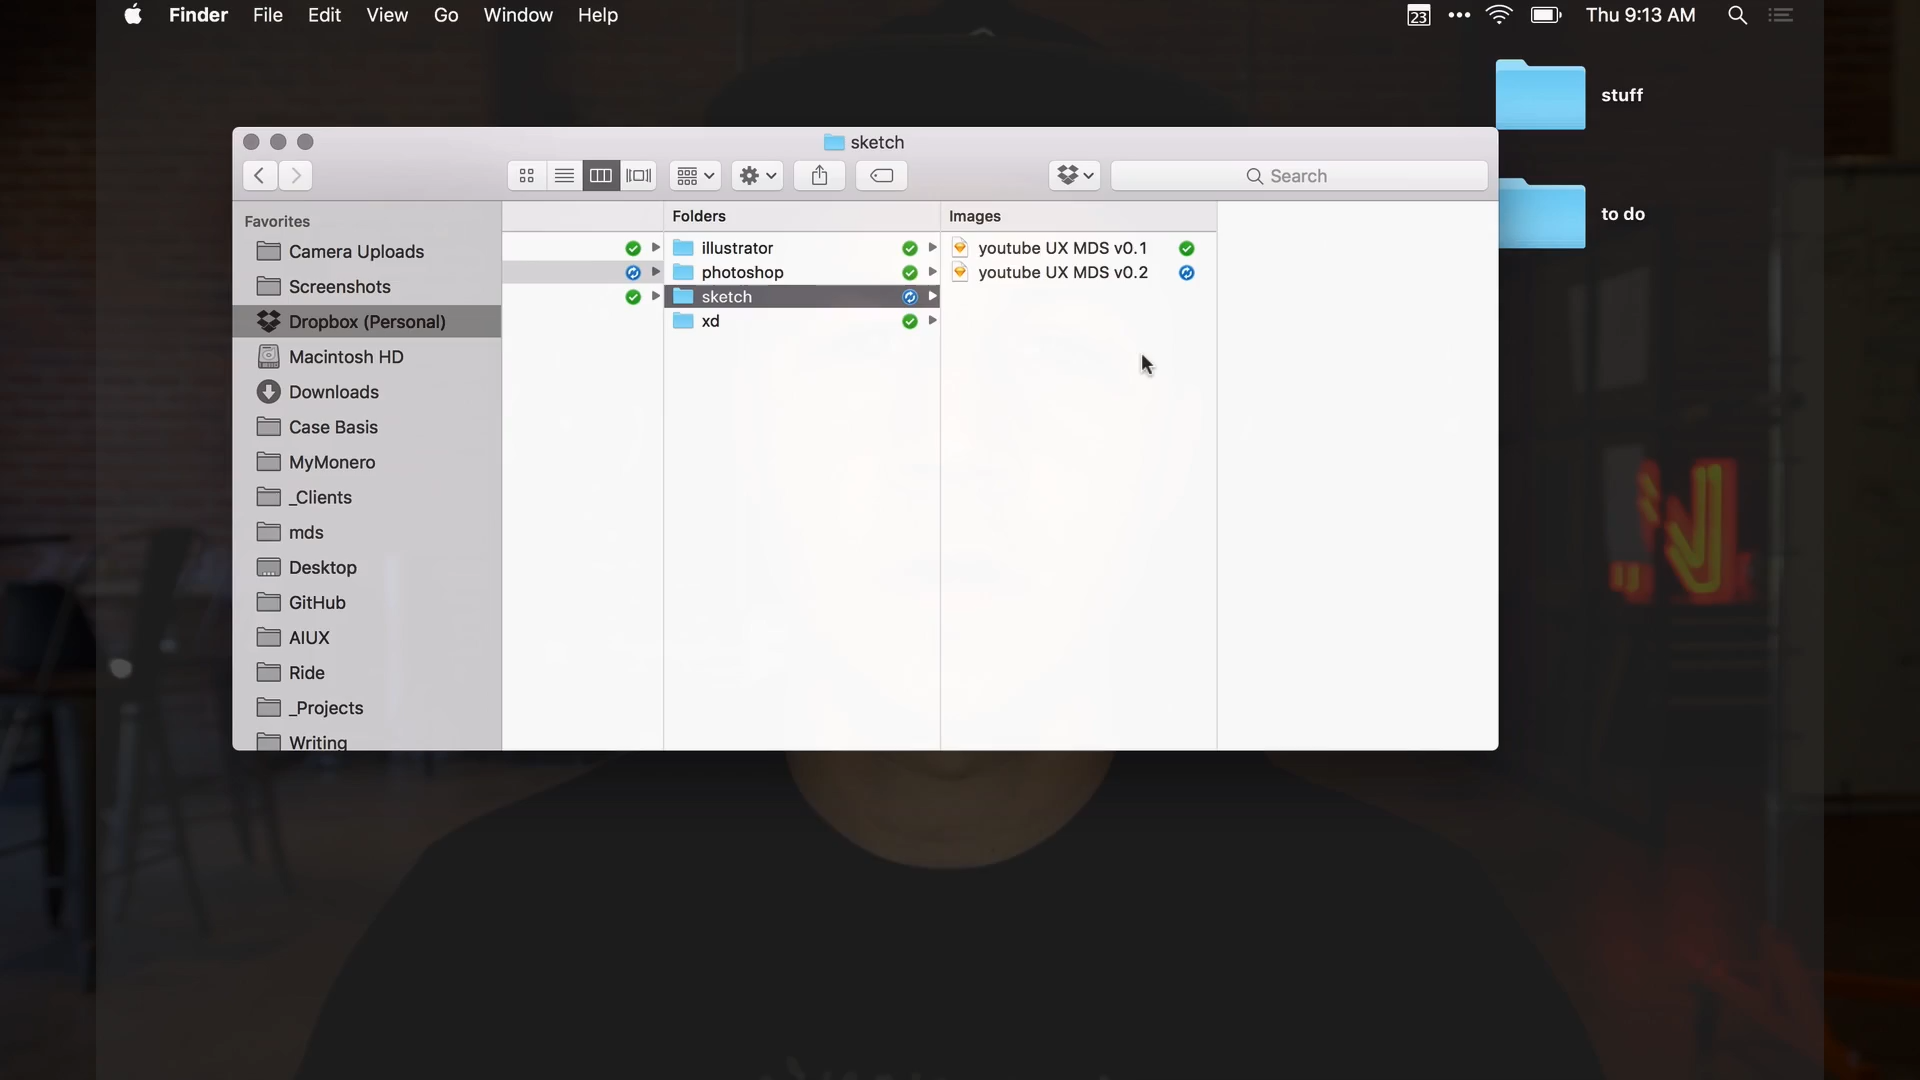 Finder File Edit View Go Window Help 23 Thu 9:13 AM
stuff
to do
sketch
Search
Favorites
Camera Uploads
Screenshots
Dropbox (Personal)
Macintosh HD
Downloads
Case Basis
MyMonero
_Clients
mds
Desktop
GitHub
AIUX
Ride
_Projects
Writing
Folders
illustrator
photoshop
sketch
xd
Images
youtube UX MDS v0.1
youtube UX MDS v0.2